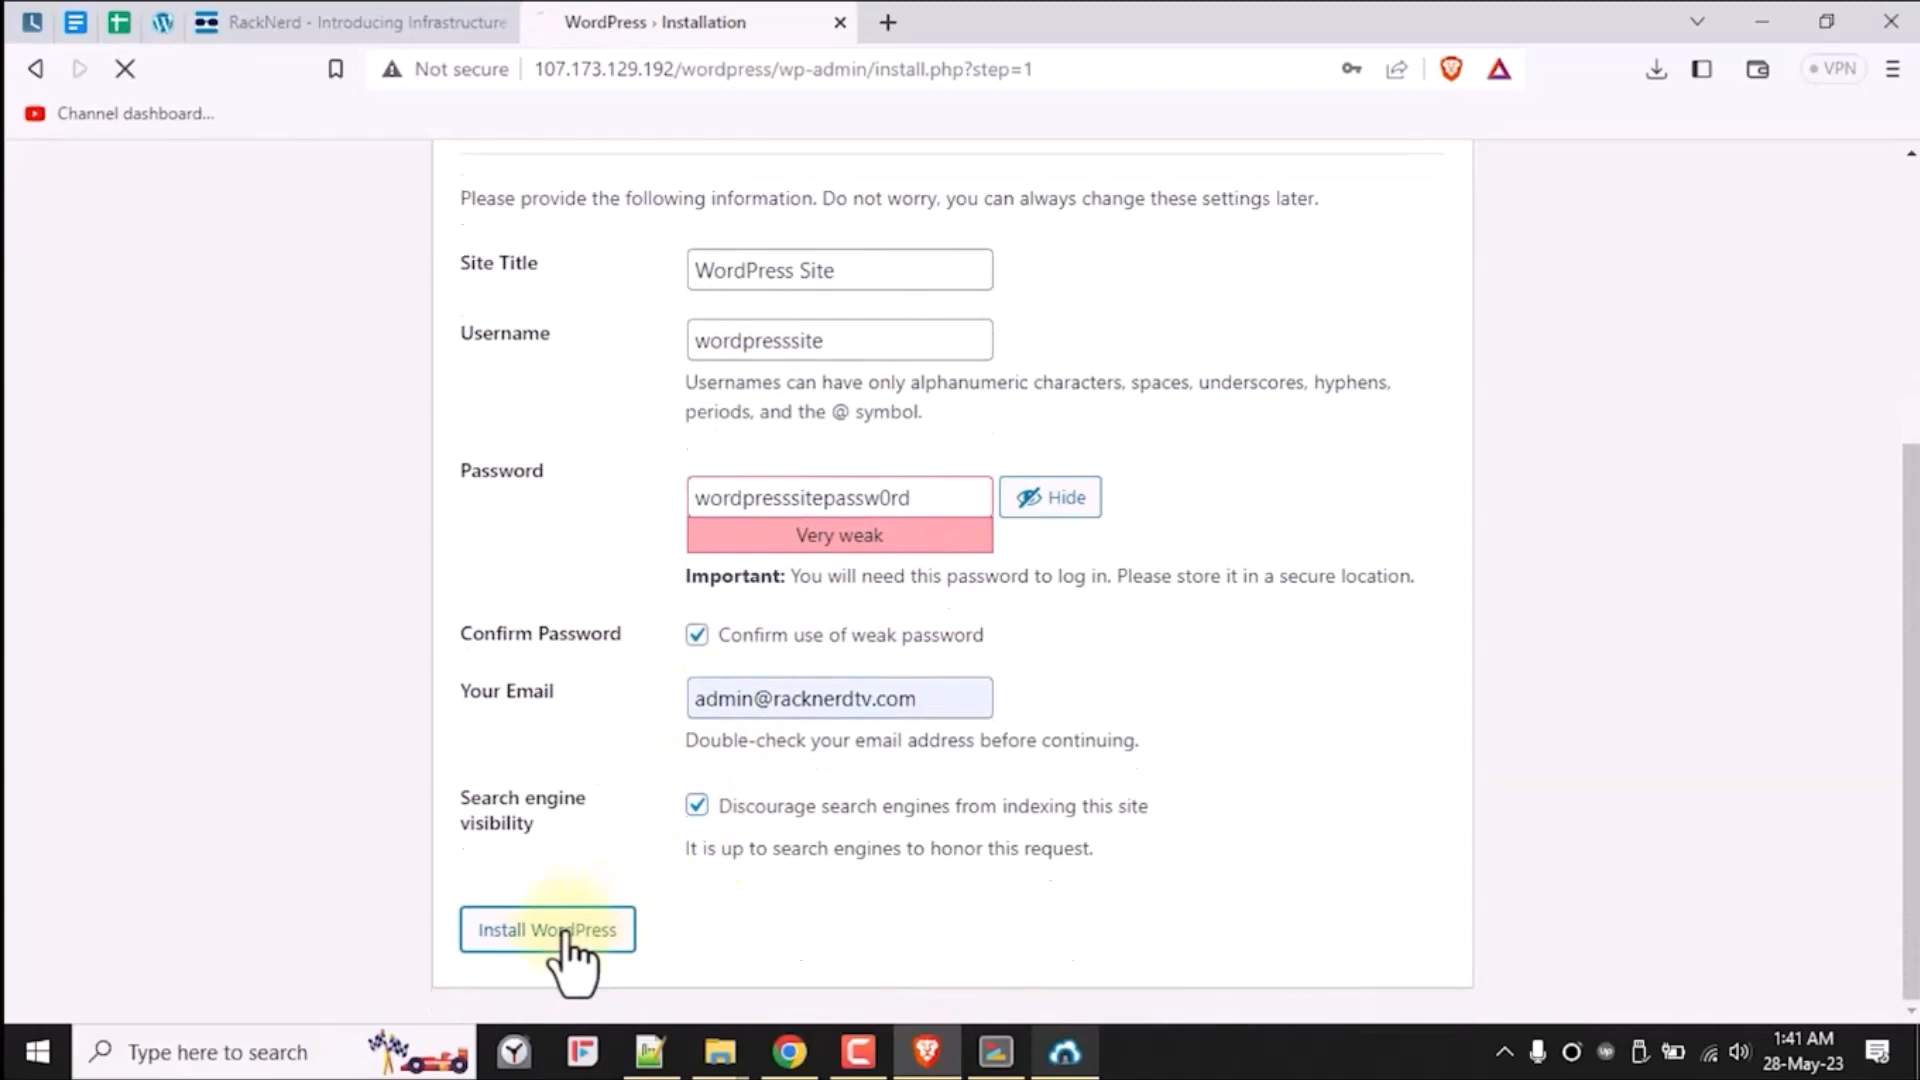 RackNerd - Introducing Infrastructure
WordPress › Installation
Not secure
107.173.129.192/wordpress/wp-admin/install.php?step=1
VPN
Channel dashboard...
Please provide the following information. Do not worry, you can always change these settings later.
Site Title
WordPress Site
Username
wordpresssite
Usernames can have only alphanumeric characters, spaces, underscores, hyphens,
periods, and the @ symbol.
Password
wordpresssitepassw0rd
Hide
Very weak
Important: You will need this password to log in. Please store it in a secure location.
Confirm Password
Confirm use of weak password
Your Email
admin@racknerdtv.com
Double-check your email address before continuing.
Search engine
visibility
Discourage search engines from indexing this site
It is up to search engines to honor this request.
Install WordPress
Type here to search
1:41 AM
28-May-23